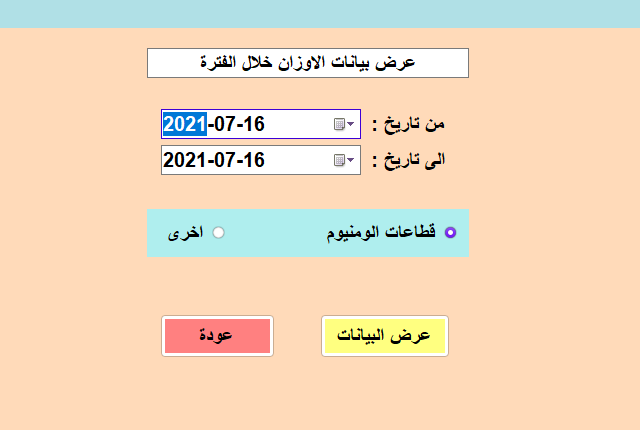 عرض بيانات الاوزان خلال الفترة
من تاريخ : 2021-07-16
الى تاريخ : 2021-07-16
قطاعات الومنيوم اخرى
عرض البيانات عودة